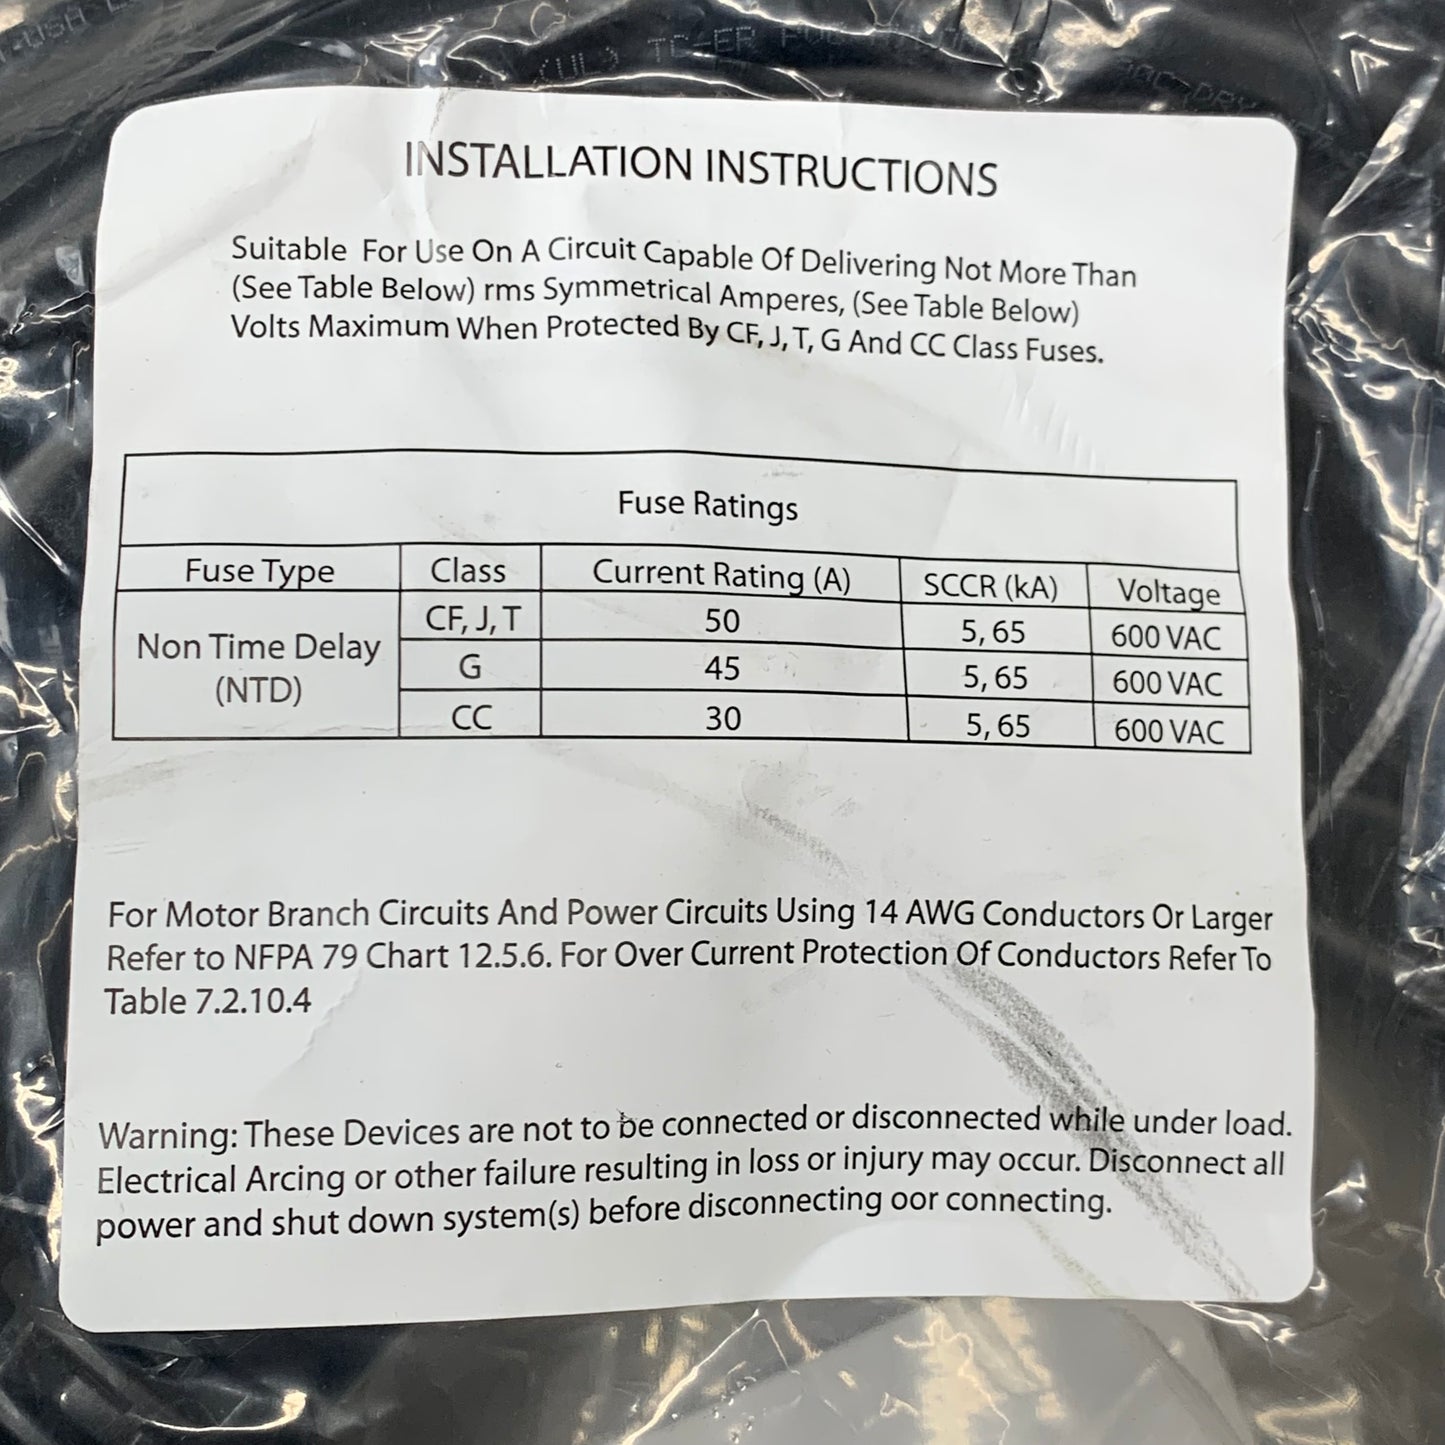 (UL) TC-ER
INSTALLATION INSTRUCTIONS
Suitable For Use On A Circuit Capable Of Delivering Not More Than
(See Table Below) rms Symmetrical Amperes, (See Table Below)
Volts Maximum When Protected By CF, J, T, G And CC Class Fuses.
Fuse Ratings
Fuse Type Class Current Rating (A) SCCR (kA) Voltage
Non Time Delay (NTD) CF, J, T 50 5, 65 600 VAC
G 45 5, 65 600 VAC
CC 30 5, 65 600 VAC
For Motor Branch Circuits And Power Circuits Using 14 AWG Conductors Or Larger
Refer to NFPA 79 Chart 12.5.6. For Over Current Protection Of Conductors Refer To
Table 7.2.10.4
Warning: These Devices are not to be connected or disconnected while under load.
Electrical Arcing or other failure resulting in loss or injury may occur. Disconnect all
power and shut down system(s) before disconnecting oor connecting.